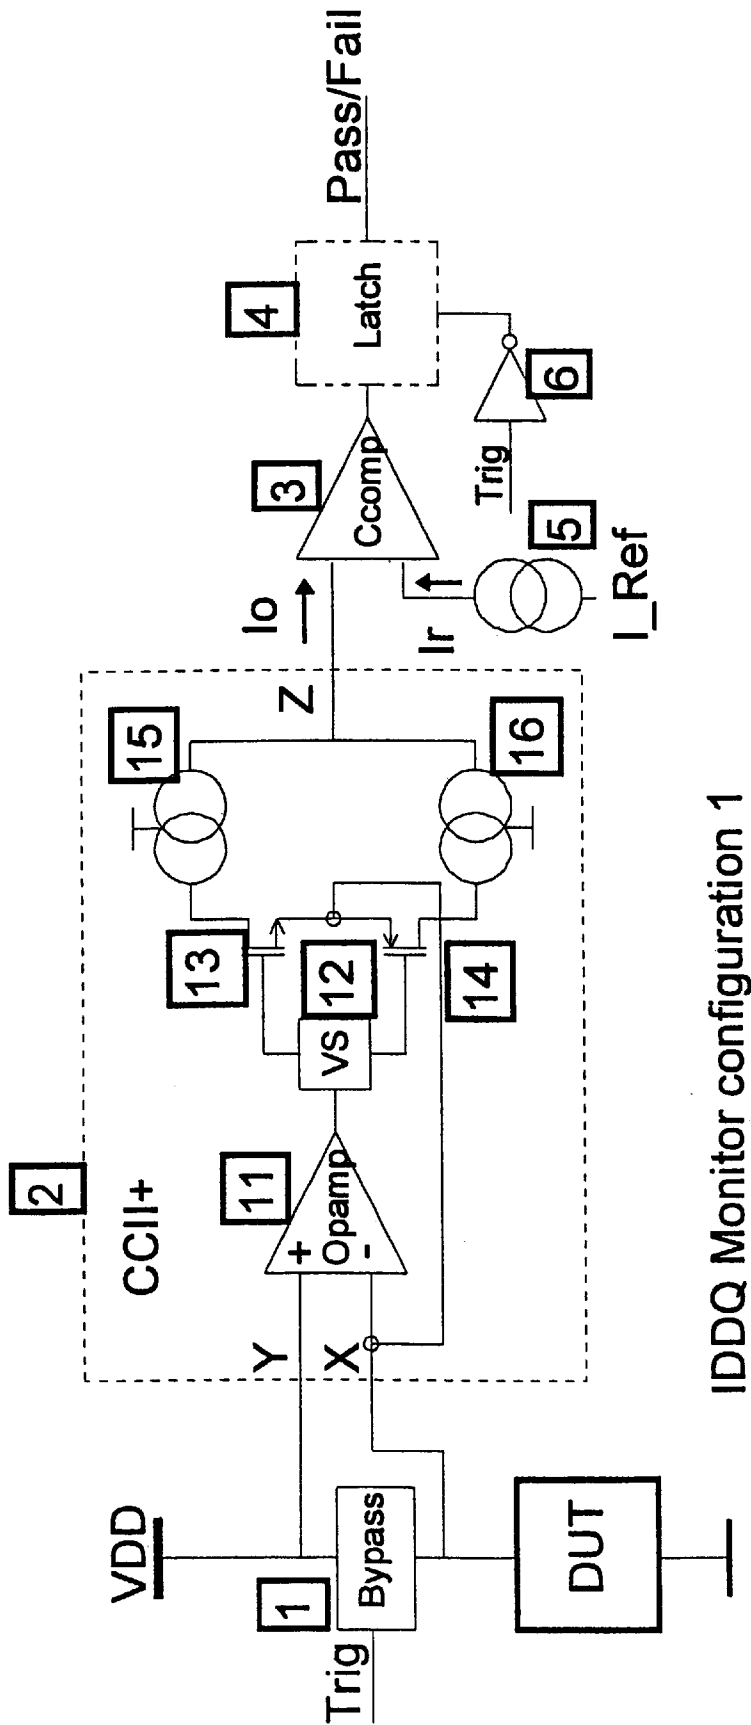 VDD
1
Trig
Bypass
DUT
2
CCII+
Y
X
11
+
Opamp
-
VS
12
13
14
15
16
Z
Io
Ir
3
Ccomp
5
I_Ref
4
Latch
Trig
6
Pass/Fail
IDDQ Monitor configuration 1